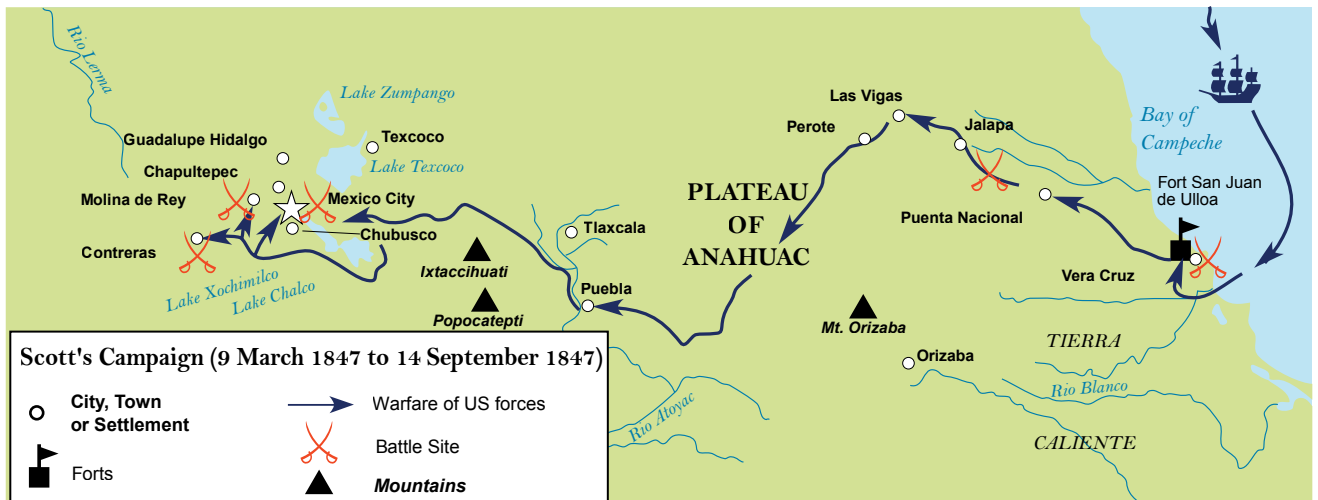 Rio Lerma
Lake Zumpango
Guadalupe Hidalgo
Texcoco
Chapultepec
Lake Texcoco
Molina de Rey
Mexico City
Contreras
Chubusco
Lake Xochimilco
Lake Chalco
Ixtaccihuati
Popocatepti
Tlaxcala
Puebla
PLATEAU
OF
ANAHUAC
Las Vigas
Perote
Jalapa
Puenta Nacional
Bay of
Campeche
Fort San Juan
de Ulloa
Vera Cruz
Mt. Orizaba
Orizaba
TIERRA
Rio Blanco
CALIENTE
Rio Atoyac
Scott's Campaign (9 March 1847 to 14 September 1847)
City, Town
or Settlement
Forts
Warfare of US forces
Battle Site
Mountains